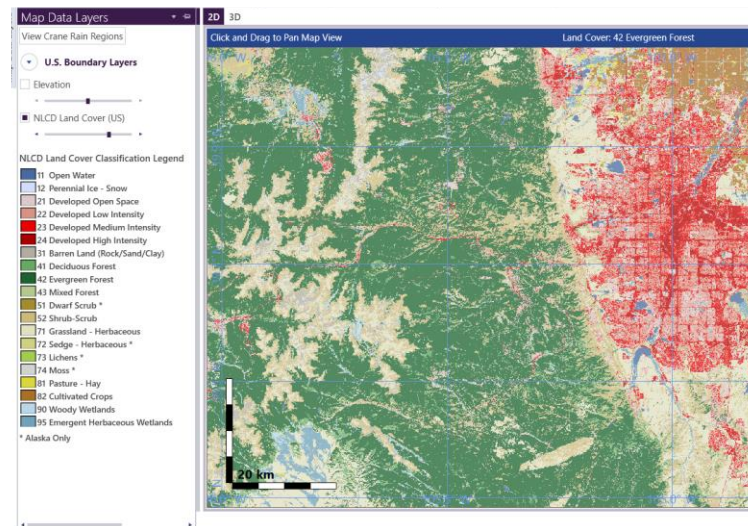 Map Data Layers
View Crane Rain Regions
U.S. Boundary Layers
Elevation
NLCD Land Cover (US)
NLCD Land Cover Classification Legend
11 Open Water
12 Perennial Ice - Snow
21 Developed Open Space
22 Developed Low Intensity
23 Developed Medium Intensity
24 Developed High Intensity
31 Barren Land (Rock/Sand/Clay)
41 Deciduous Forest
42 Evergreen Forest
43 Mixed Forest
51 Dwarf Scrub *
52 Shrub-Scrub
71 Grassland - Herbaceous
72 Sedge - Herbaceous *
73 Lichens *
74 Moss *
81 Pasture - Hay
82 Cultivated Crops
90 Woody Wetlands
95 Emergent Herbaceous Wetlands
* Alaska Only
2D 3D
Click and Drag to Pan Map View Land Cover: 42 Evergreen Forest
20 km